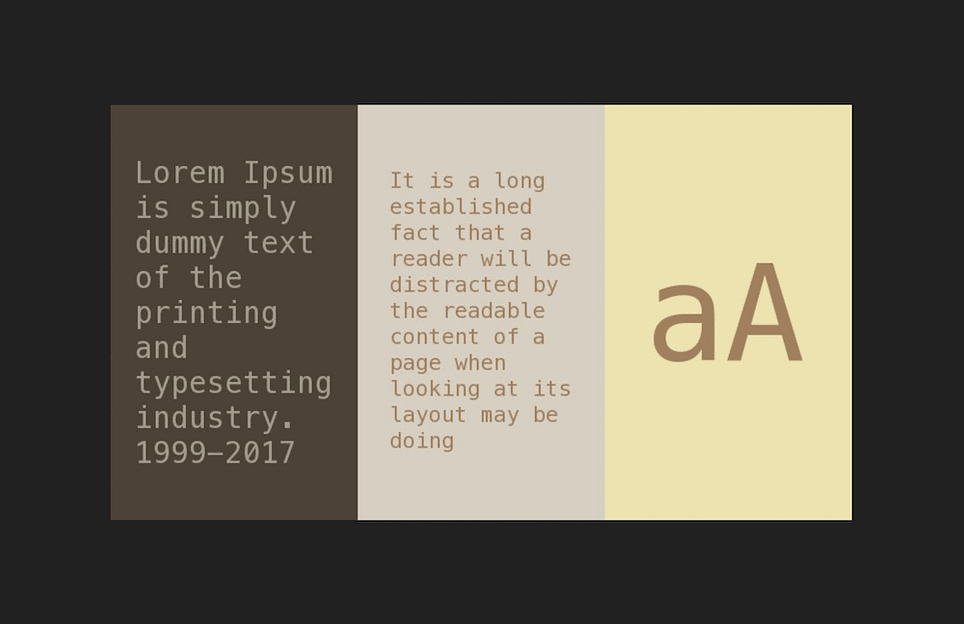 Lorem Ipsum
is simply
dummy text
of the
printing
and
typesetting
industry.
1999–2017
It is a long
established
fact that a
reader will be
distracted by
the readable
content of a
page when
looking at its
layout may be
doing
aA